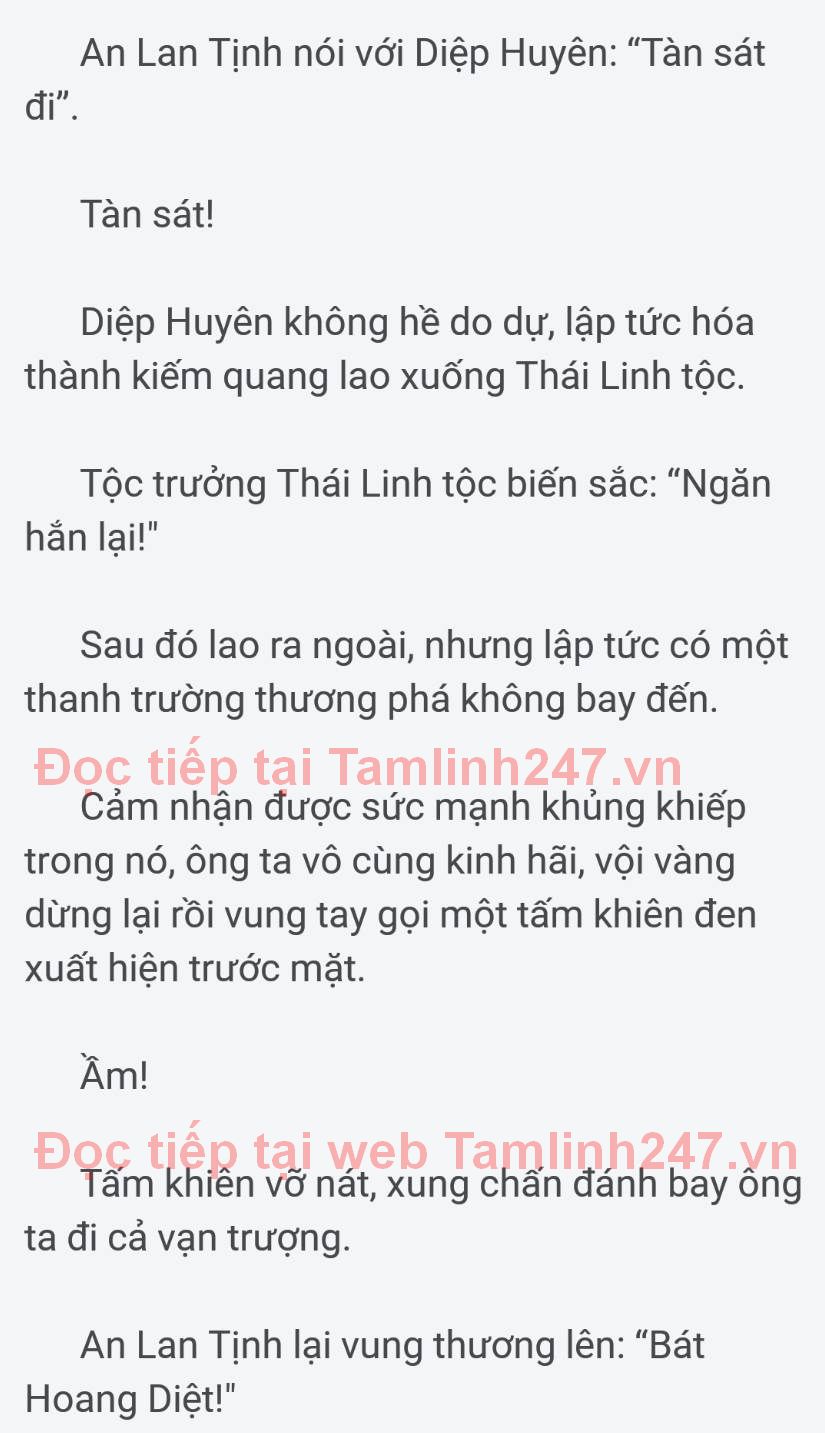 An Lan Tịnh nói với Diệp Huyên: “Tàn sát
đi”.
Tàn sát!
Diệp Huyên không hề do dự, lập tức hóa
thành kiếm quang lao xuống Thái Linh tộc.
Tộc trưởng Thái Linh tộc biến sắc: “Ngăn
hắn lại!"
Sau đó lao ra ngoài, nhưng lập tức có một
thanh trường thương phá không bay đến.
Đọc tiếp tại Tamlinh247.vn
Cảm nhận được sức mạnh khủng khiếp
trong nó, ông ta vô cùng kinh hãi, vội vàng
dừng lại rồi vung tay gọi một tấm khiên đen
xuất hiện trước mặt.
Ầm!
Đọc tiếp tại web Tamlinh247.vn
Tấm khiên vỡ nát, xung chấn đánh bay ông
ta đi cả vạn trượng.
An Lan Tịnh lại vung thương lên: “Bát
Hoang Diệt!"